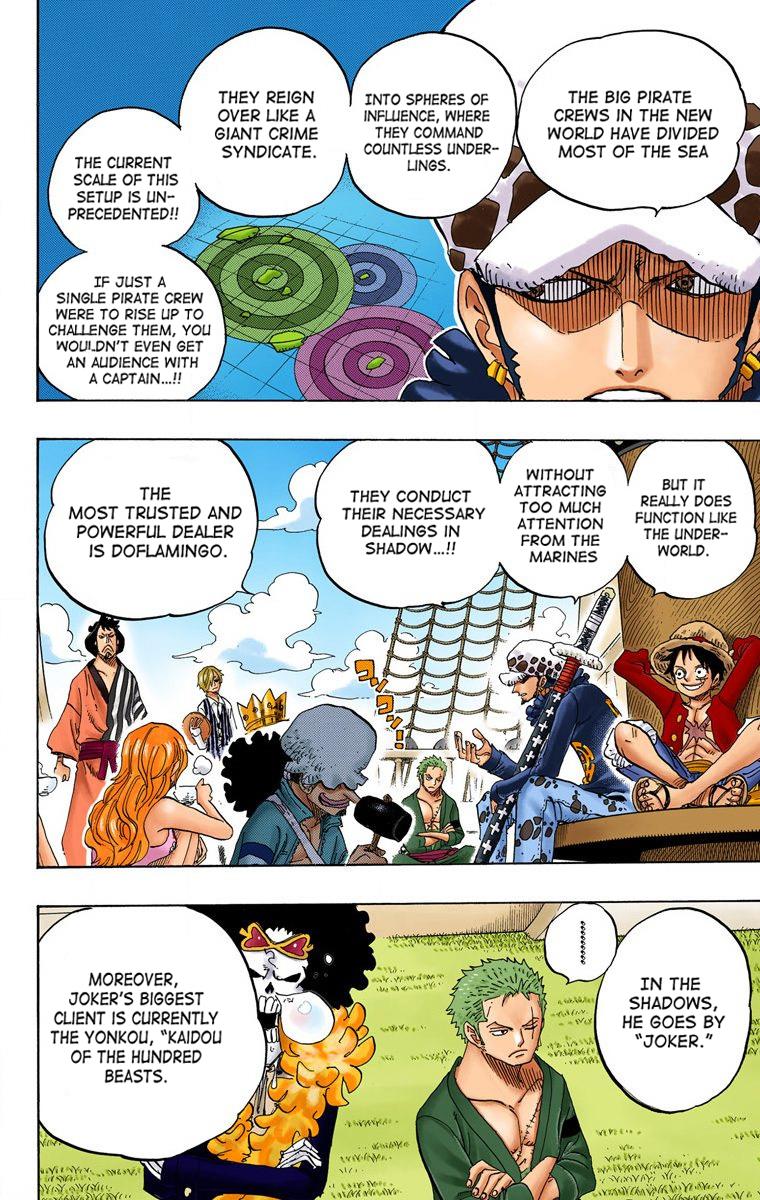 THE BIG PIRATE
CREWS IN THE NEW
WORLD HAVE DIVIDED
MOST OF THE SEA
INTO SPHERES OF
INFLUENCE, WHERE
THEY COMMAND
COUNTLESS UNDER-
LINGS.
THEY REIGN
OVER LIKE A
GIANT CRIME
SYNDICATE.
THE CURRENT
SCALE OF THIS
SETUP IS UN-
PRECEDENTED!!
IF JUST A
SINGLE PIRATE CREW
WERE TO RISE UP TO
CHALLENGE THEM, YOU
WOULDN'T EVEN GET
AN AUDIENCE WITH
A CAPTAIN...!!
BUT IT
REALLY DOES
FUNCTION LIKE
THE UNDER-
WORLD.
WITHOUT
ATTRACTING
TOO MUCH
ATTENTION
FROM THE
MARINES
THEY CONDUCT
THEIR NECESSARY
DEALINGS IN
SHADOW...!!
THE
MOST TRUSTED AND
POWERFUL DEALER
IS DOFLAMINGO.
コン
コン!
IN THE
SHADOWS,
HE GOES BY
"JOKER."
.........
MOREOVER,
JOKER'S BIGGEST
CLIENT IS CURRENTLY
THE YONKOU, "KAIDOU
OF THE HUNDRED
BEASTS.